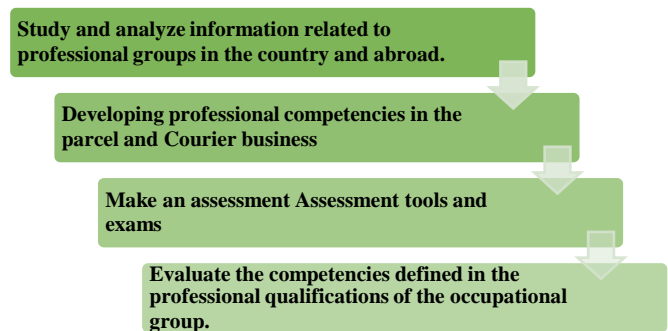 Study and analyze information related to
professional groups in the country and abroad.
Developing professional competencies in the
parcel and Courier business
Make an assessment Assessment tools and
exams
Evaluate the competencies defined in the
professional qualifications of the occupational
group.